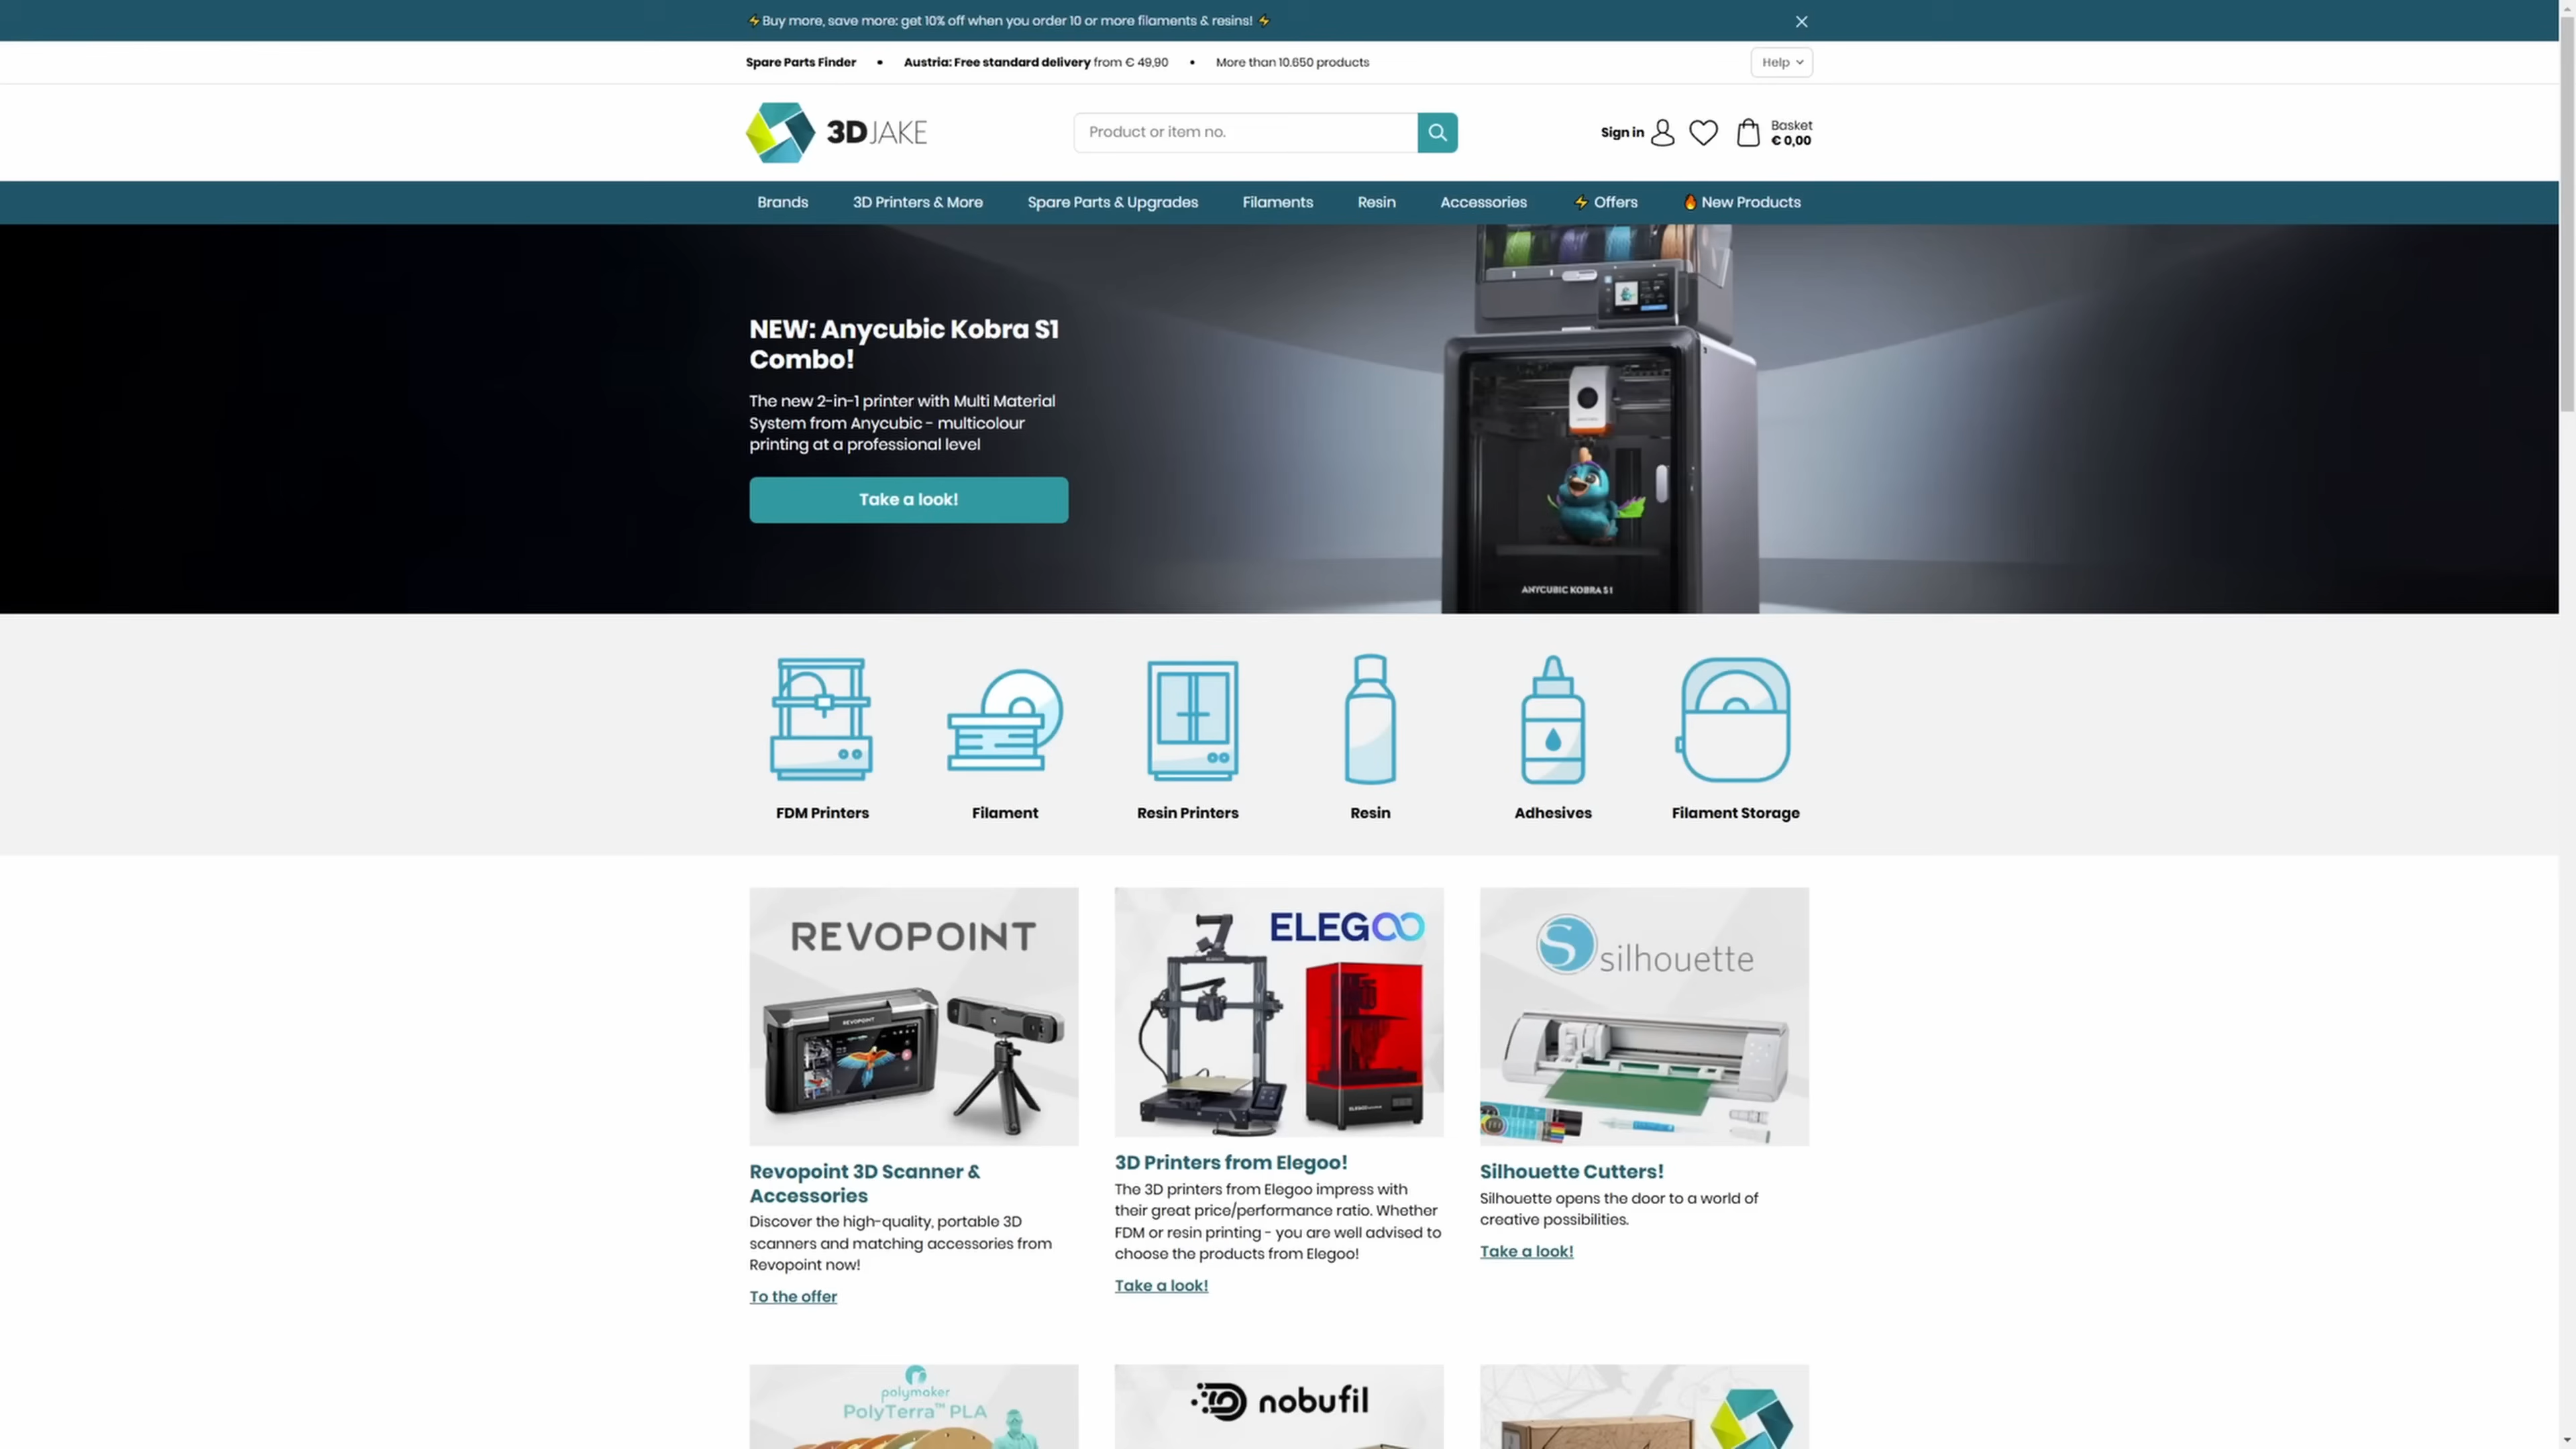 ⚡Buy more, save more: get 10% off when you order 10 or more filaments & resins! ⚡
Spare Parts Finder • Austria: Free standard delivery from € 49,90 • More than 10.650 products
Help
3DJAKE
Product or item no.
Sign in
Basket
€ 0,00
Brands 3D Printers & More Spare Parts & Upgrades Filaments Resin Accessories ⚡ Offers 🔥 New Products
NEW: Anycubic Kobra S1
Combo!
The new 2-in-1 printer with Multi Material
System from Anycubic - multicolour
printing at a professional level
Take a look!
ANYCUBIC KOBRA S1
FDM Printers Filament Resin Printers Resin Adhesives Filament Storage
REVOPOINT
REVOPOINT
Revopoint 3D Scanner &
Accessories
Discover the high-quality, portable 3D
scanners and matching accessories from
Revopoint now!
To the offer
ELEGOO
ELEGOO
3D Printers from Elegoo!
The 3D printers from Elegoo impress with
their great price/performance ratio. Whether
FDM or resin printing - you are well advised to
choose the products from Elegoo!
Take a look!
S silhouette
Silhouette Cutters!
Silhouette opens the door to a world of
creative possibilities.
Take a look!
polymaker
PolyTerra™ PLA
nobufil